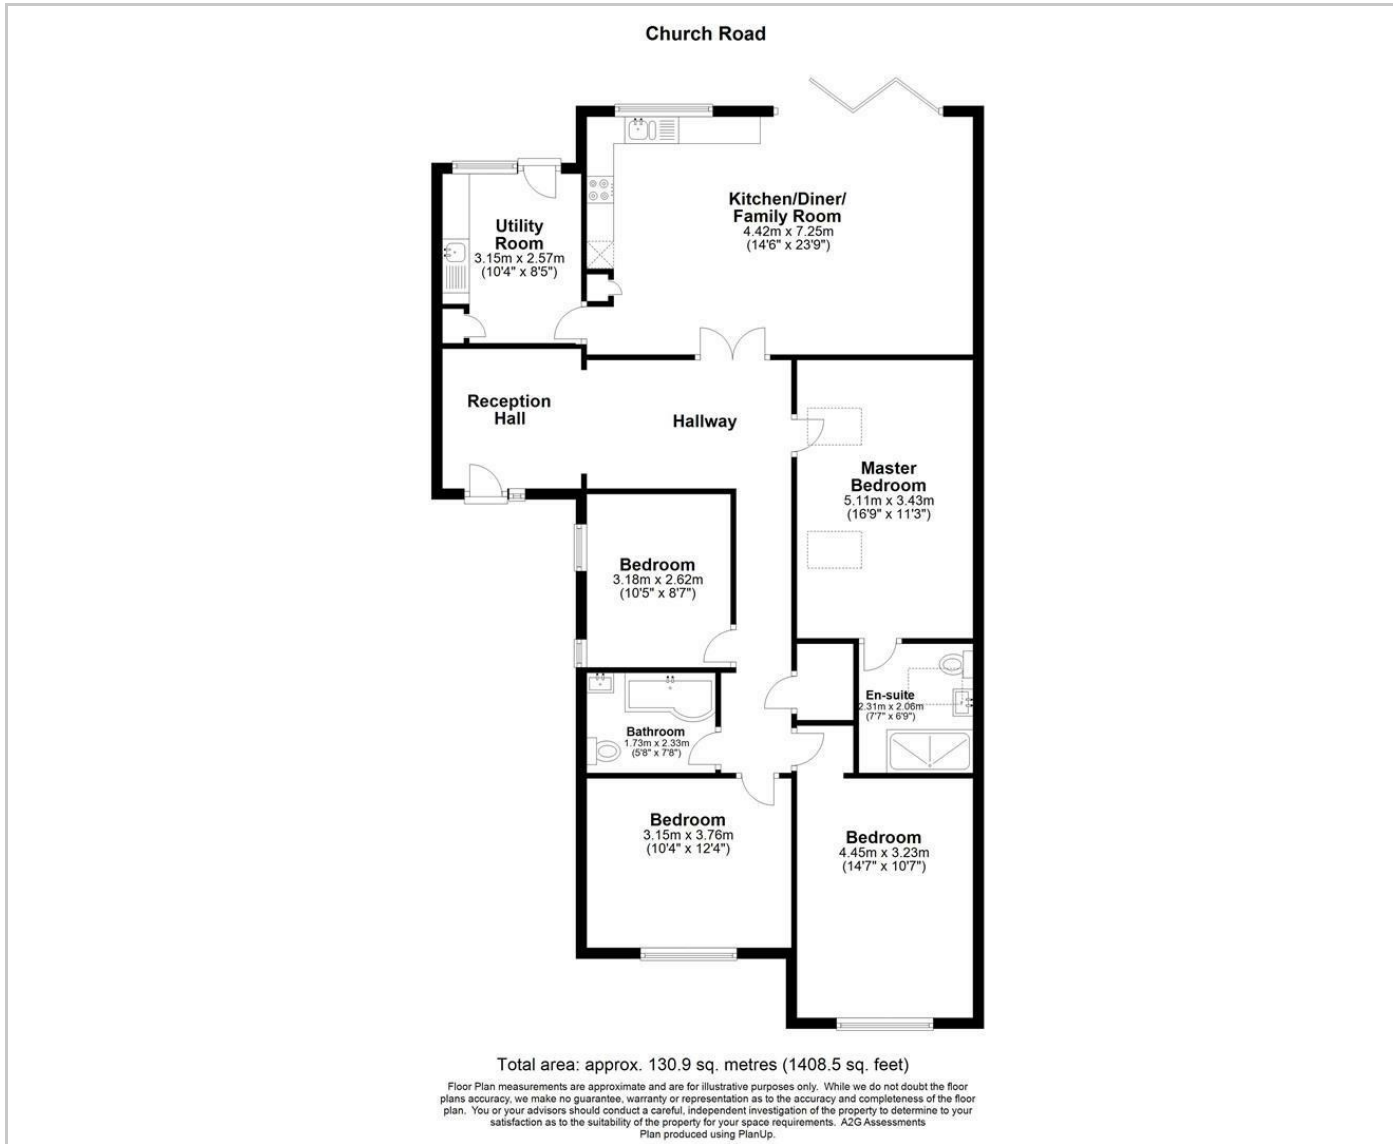 Church Road
Kitchen/Diner/
Family Room
4.42m x 7.25m
(14'6" x 23'9")
Utility
Room
3.15m x 2.57m
(10'4" x 8'5")
Reception
Hall
Hallway
Master
Bedroom
5.11m x 3.43m
(16'9" x 11'3")
Bedroom
3.18m x 2.62m
(10'5" x 8'7")
En-suite
2.31m x 2.06m
(7'7" x 6'9")
Bathroom
1.73m x 2.33m
(5'8" x 7'8")
Bedroom
3.15m x 3.76m
(10'4" x 12'4")
Bedroom
4.45m x 3.23m
(14'7" x 10'7")
Total area: approx. 130.9 sq. metres (1408.5 sq. feet)
Floor Plan measurements are approximate and are for illustrative purposes only. While we do not doubt the floor
plans accuracy, we make no guarantee, warranty or representation as to the accuracy and completeness of the floor
plan. You or your advisors should conduct a careful, independent investigation of the property to determine to your
satisfaction as to the suitability of the property for your space requirements. A2G Assessments
Plan produced using PlanUp.